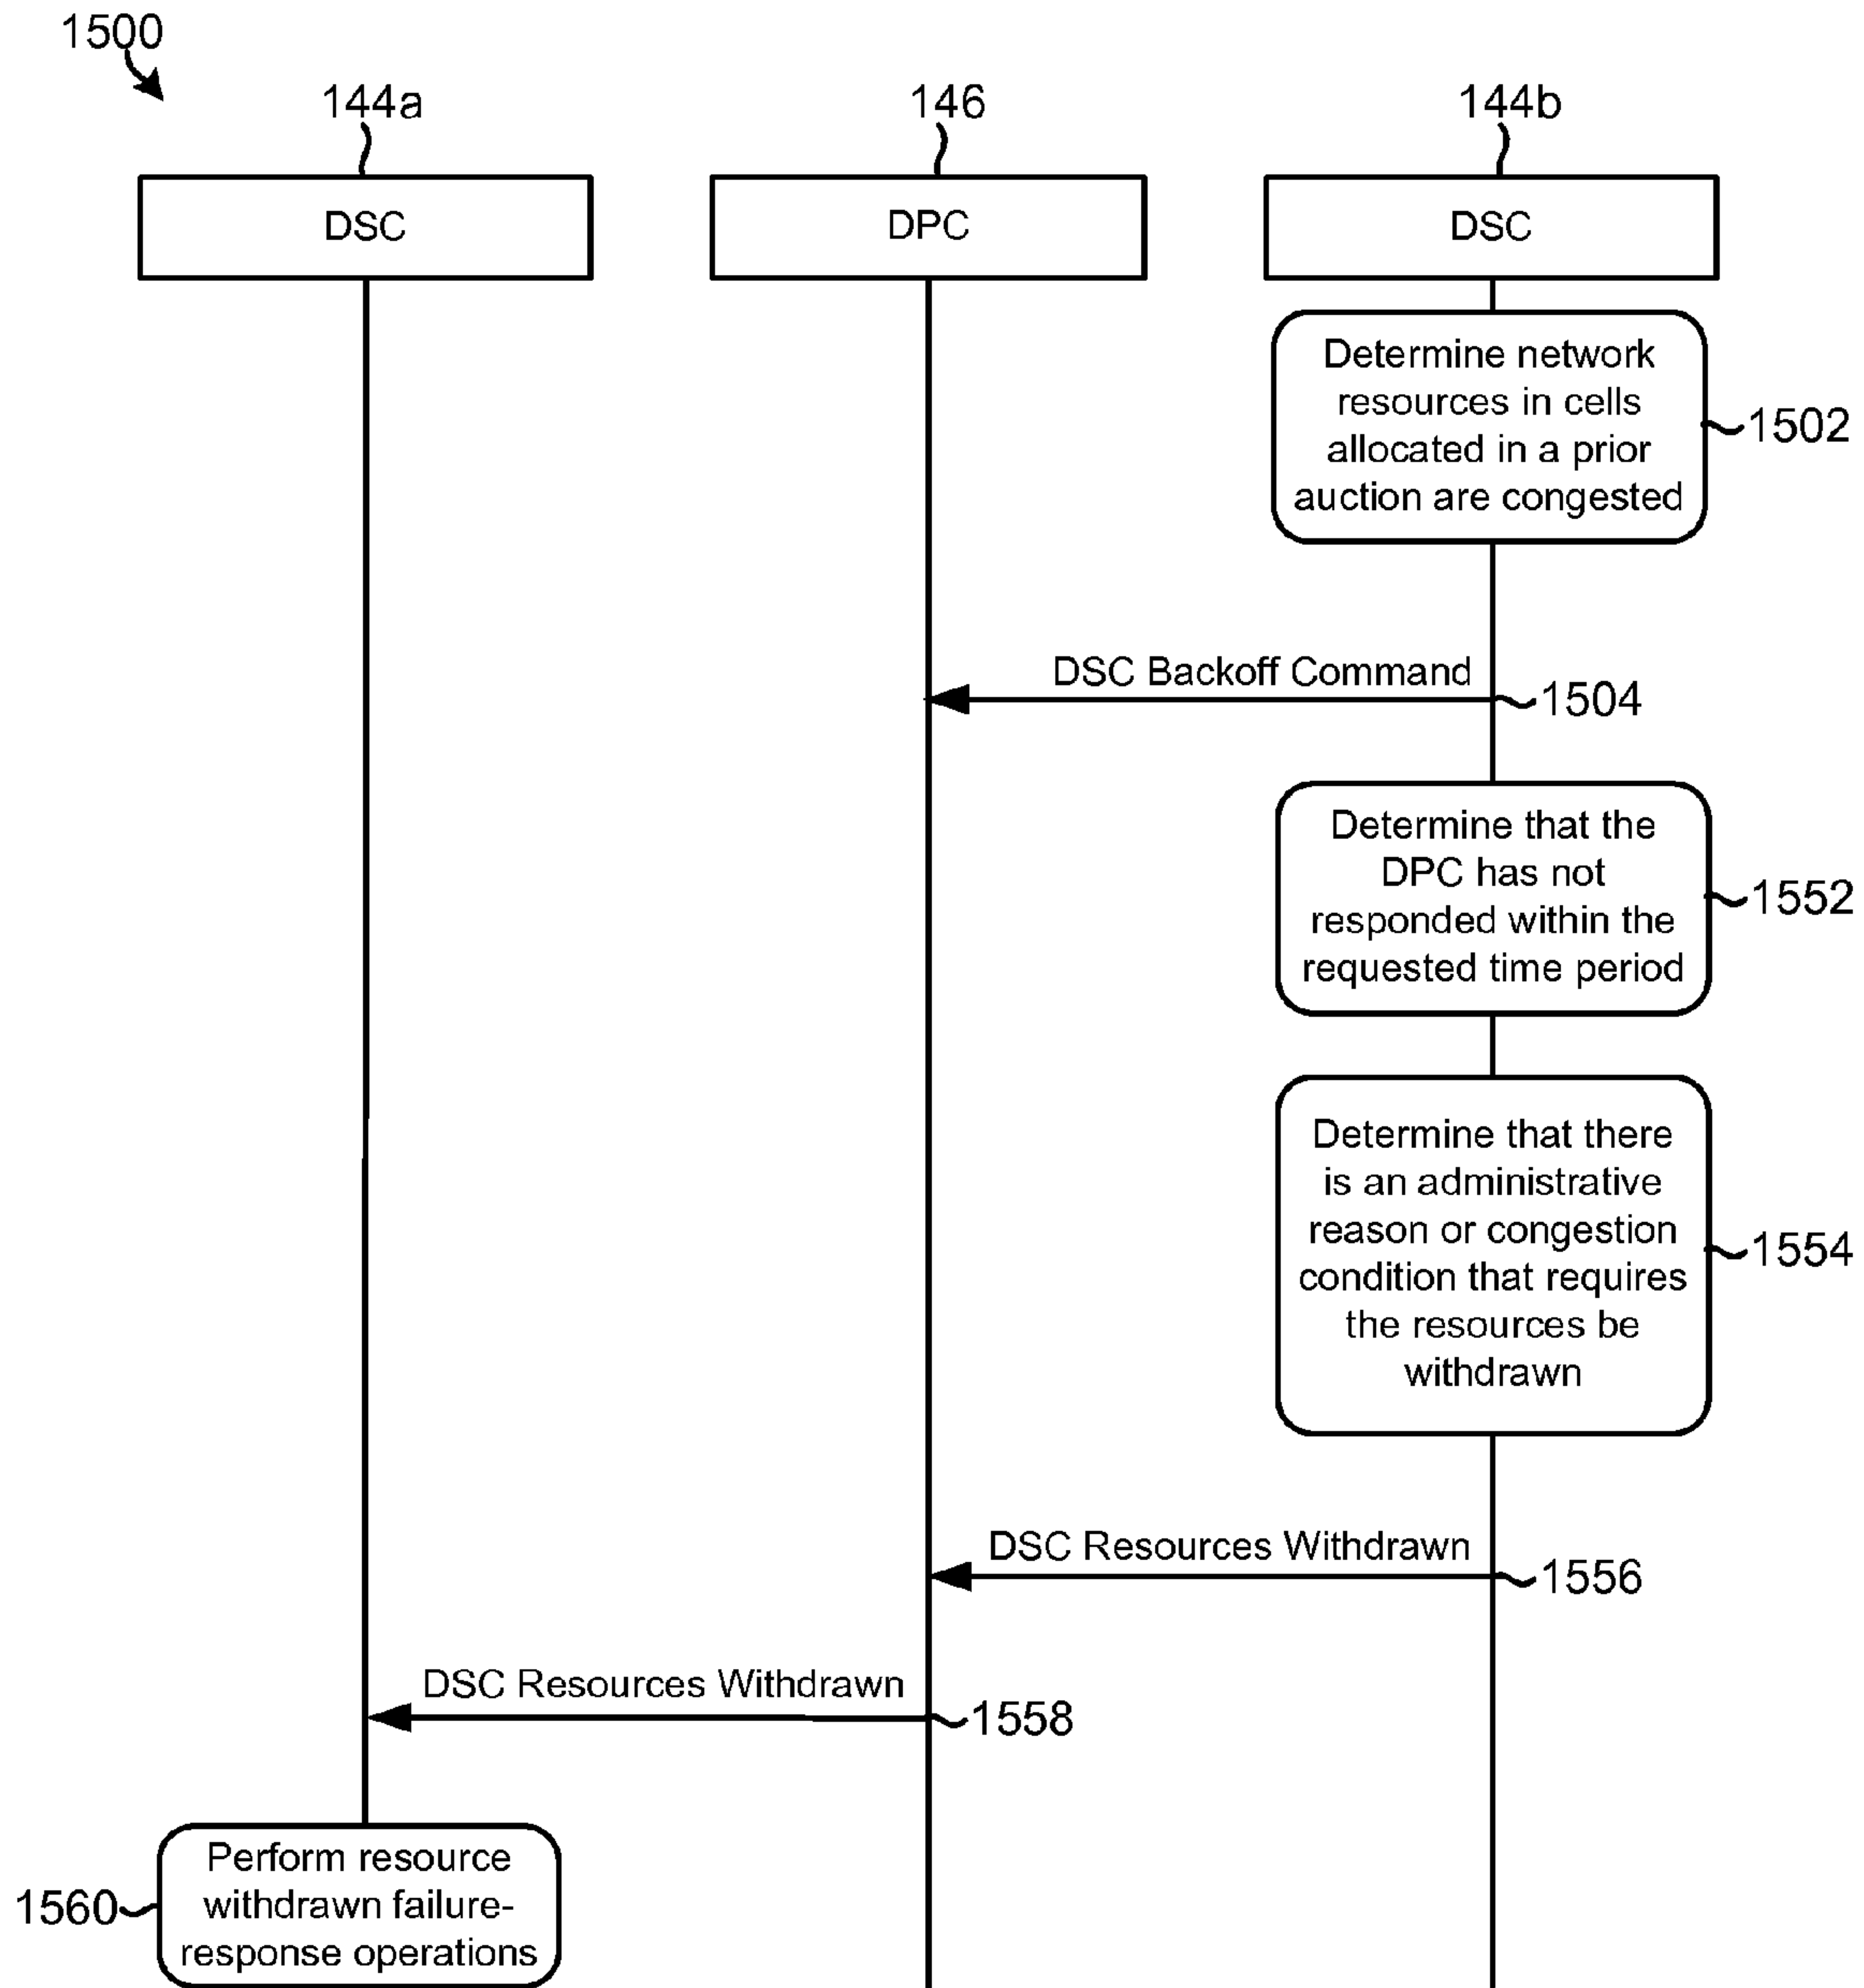 1500
144a
146
144b
DSC
DPC
DSC
Determine network
resources in cells
allocated in a prior
auction are congested
1502
DSC Backoff Command
1504
Determine that the
DPC has not
responded within the
requested time period
1552
Determine that there
is an administrative
reason or congestion
condition that requires
the resources be
withdrawn
1554
DSC Resources Withdrawn
1556
DSC Resources Withdrawn
1558
Perform resource
withdrawn failure-
response operations
1560